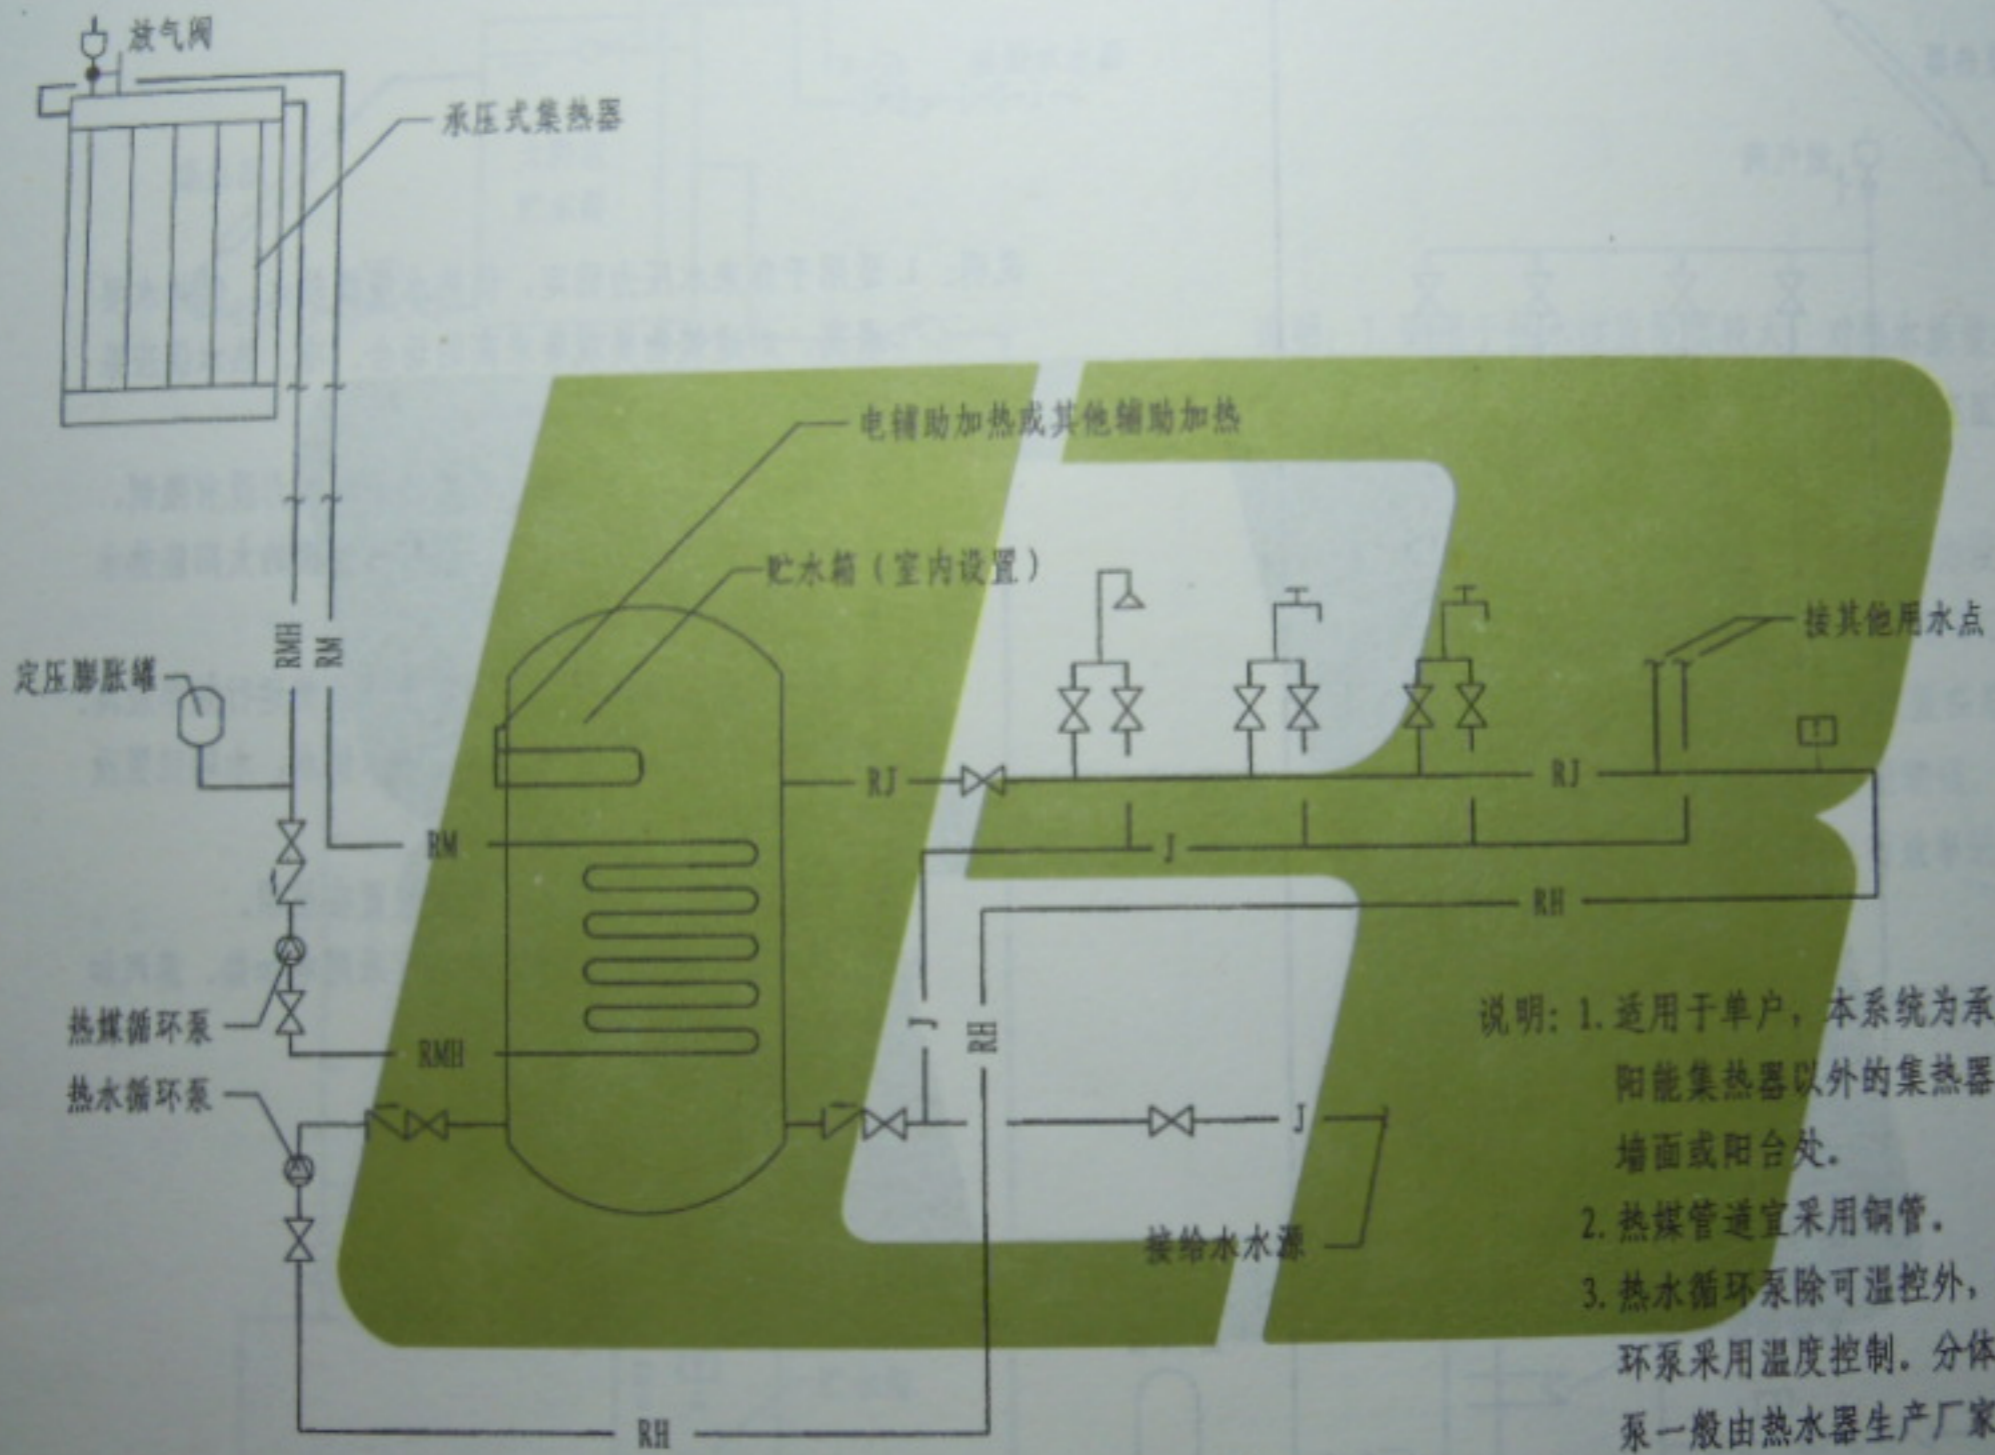 放气阀
承压式集热器
电辅助加热或其他辅助加热
贮水箱（室内设置）
接其他用水点
RMH
RM
定压膨胀罐
RJ
RJ
T
RM
J
RH
热媒循环泵
RMH
J
RH
热水循环泵
J
接给水水源
RH
说明：1. 适用于单户，本系统为承
阳能集热器以外的集热器
墙面或阳台处。
2. 热媒管道宜采用铜管。
3. 热水循环泵除可温控外，
环泵采用温度控制。分体
泵一般由热水器生产厂家